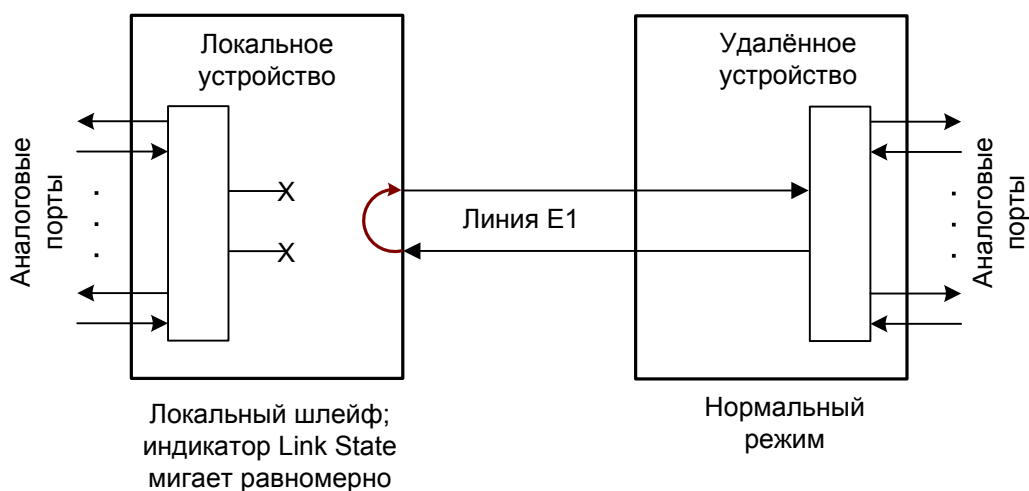 Локальное
устройство
Удалённое
устройство
Аналоговые
порты
X
X
Линия E1
Аналоговые
порты
Локальный шлейф;
индикатор Link State
мигает равномерно
Нормальный
режим